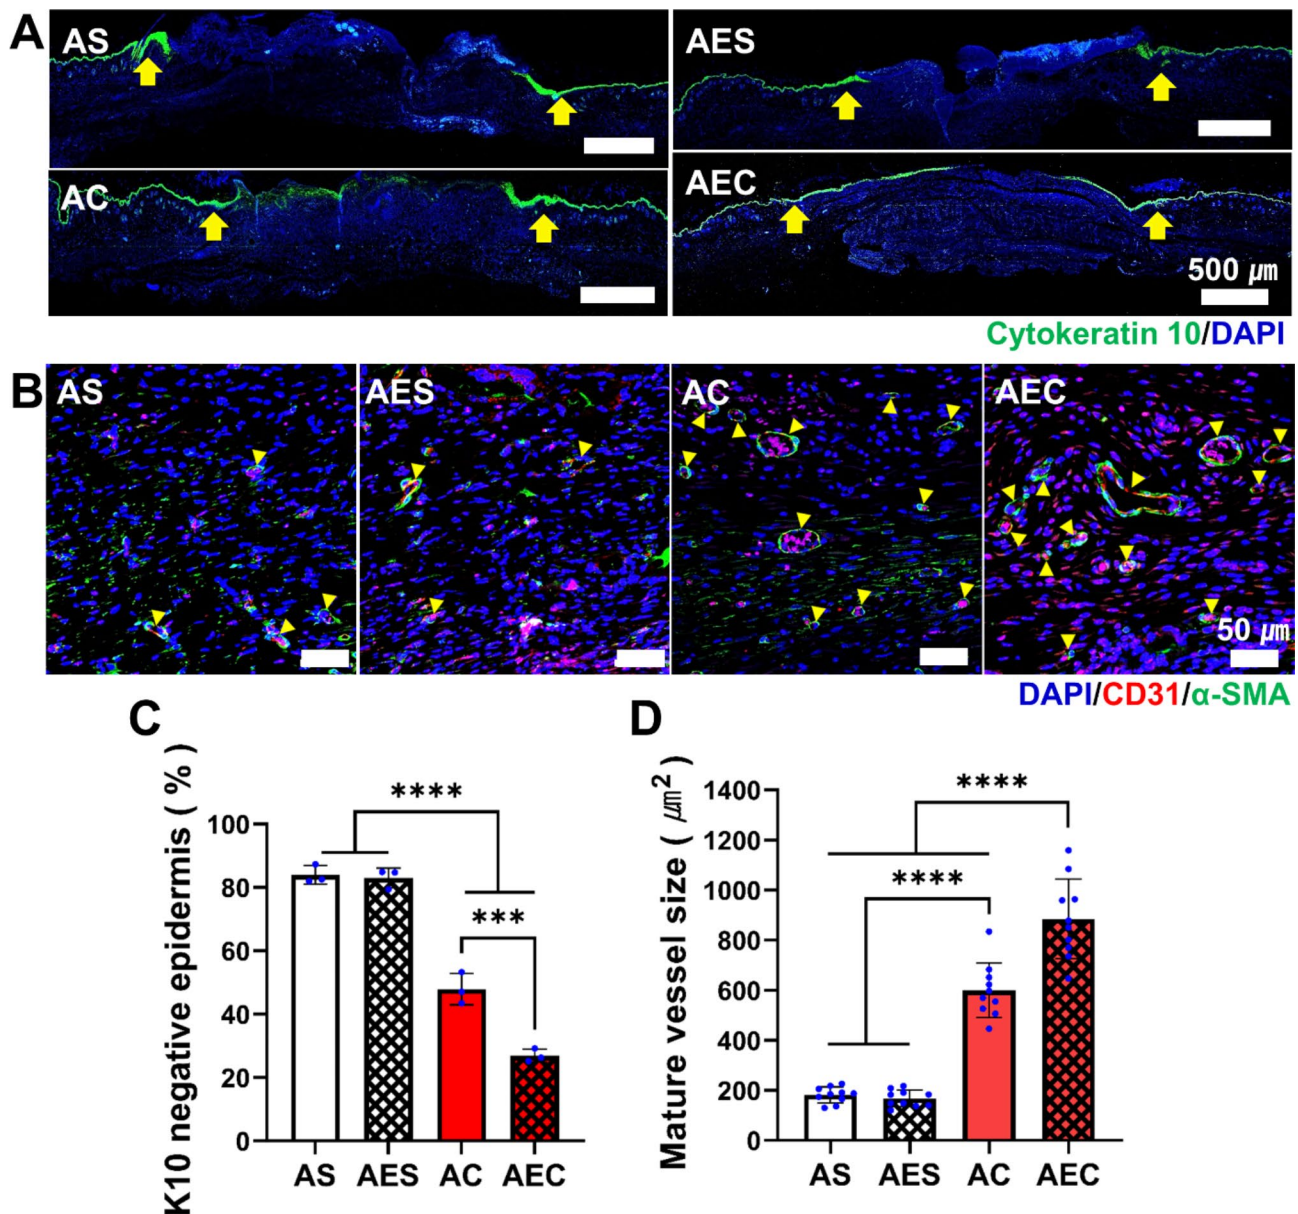 A
AS
AES
AC
AEC
500 ㎛
Cytokeratin 10/DAPI
B
AS
AES
AC
AEC
50 ㎛
DAPI/CD31/α-SMA
C
K10 negative epidermis ( % )
100
80
60
40
20
0
****
***
AS AES AC AEC
D
Mature vessel size ( ㎛² )
1400
1200
1000
800
600
400
200
0
****
****
AS AES AC AEC